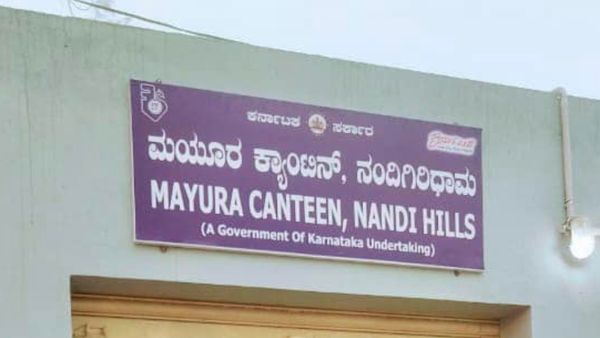 ಕರ್ನಾಟಕ ಸರ್ಕಾರ
ಮಯೂರ ಕ್ಯಾಂಟಿನ್, ನಂದಿಗಿರಿಧಾಮ
MAYURA CANTEEN, NANDI HILLS
(A Government Of Karnataka Undertaking)